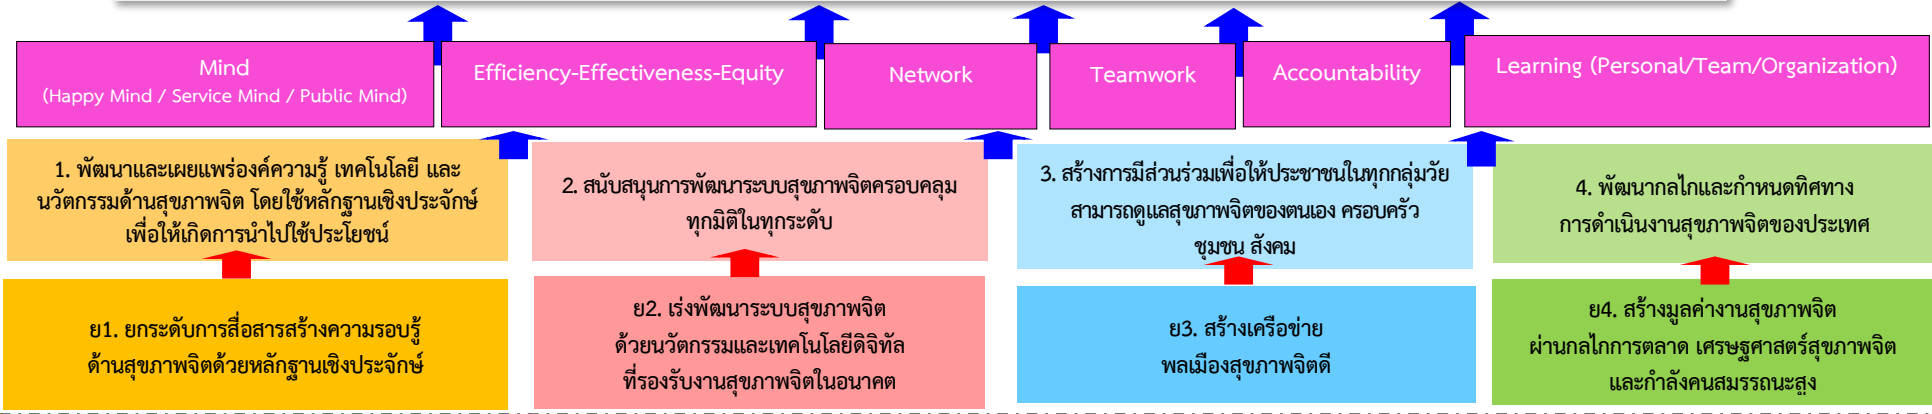 Mind
(Happy Mind / Service Mind / Public Mind)
Efficiency-Effectiveness-Equity
Network
Teamwork
Accountability
Learning (Personal/Team/Organization)
1. พัฒนาและเผยแพร่องค์ความรู้ เทคโนโลยี และ
นวัตกรรมด้านสุขภาพจิต โดยใช้หลักฐานเชิงประจักษ์
เพื่อให้เกิดการนำไปใช้ประโยชน์
2. สนับสนุนการพัฒนาระบบสุขภาพจิตครอบคลุม
ทุกมิติในทุกระดับ
3. สร้างการมีส่วนร่วมเพื่อให้ประชาชนในทุกกลุ่มวัย
สามารถดูแลสุขภาพจิตของตนเอง ครอบครัว
ชุมชน สังคม
4. พัฒนากลไกและกำหนดทิศทาง
การดำเนินงานสุขภาพจิตของประเทศ
ย1. ยกระดับการสื่อสารสร้างความรอบรู้
ด้านสุขภาพจิตด้วยหลักฐานเชิงประจักษ์
ย2. เร่งพัฒนาระบบสุขภาพจิต
ด้วยนวัตกรรมและเทคโนโลยีดิจิทัล
ที่รองรับงานสุขภาพจิตในอนาคต
ย3. สร้างเครือข่าย
พลเมืองสุขภาพจิตดี
ย4. สร้างมูลค่างานสุขภาพจิต
ผ่านกลไกการตลาด เศรษฐศาสตร์สุขภาพจิต
และกำลังคนสมรรถนะสูง